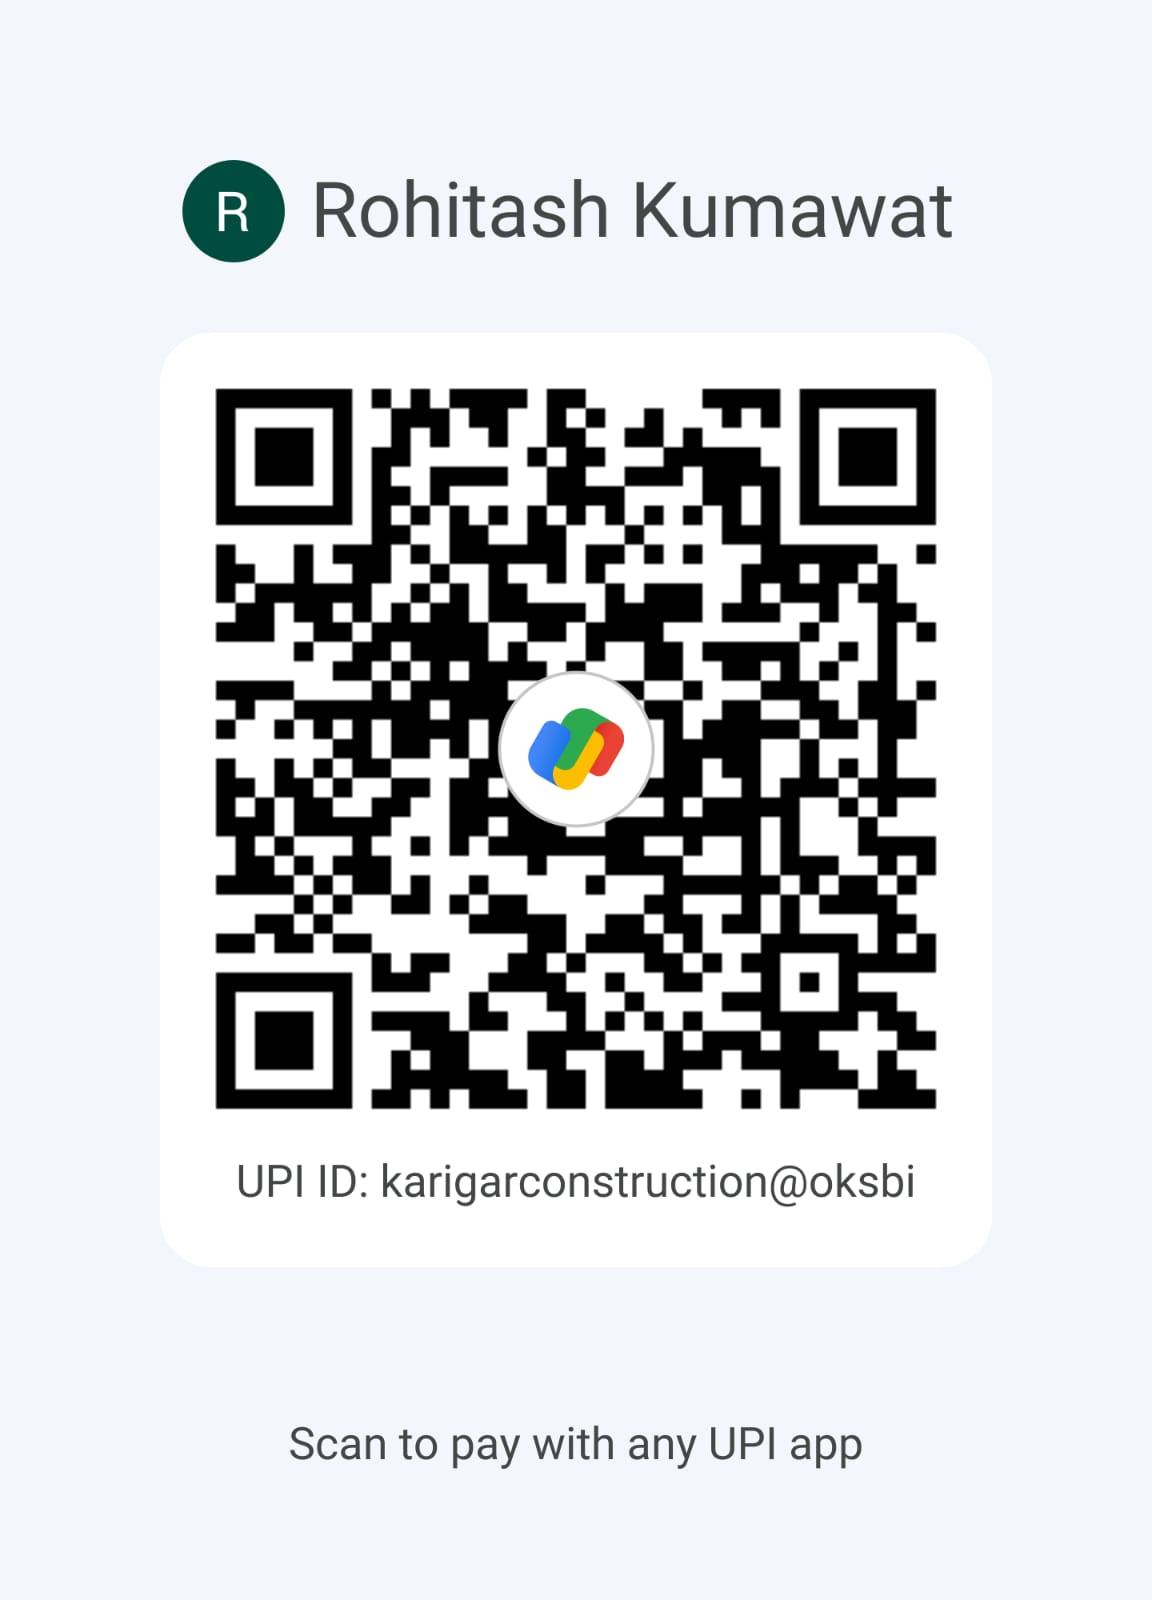 R
Rohitash Kumawat
UPI ID: karigarconstruction@oksbi
Scan to pay with any UPI app